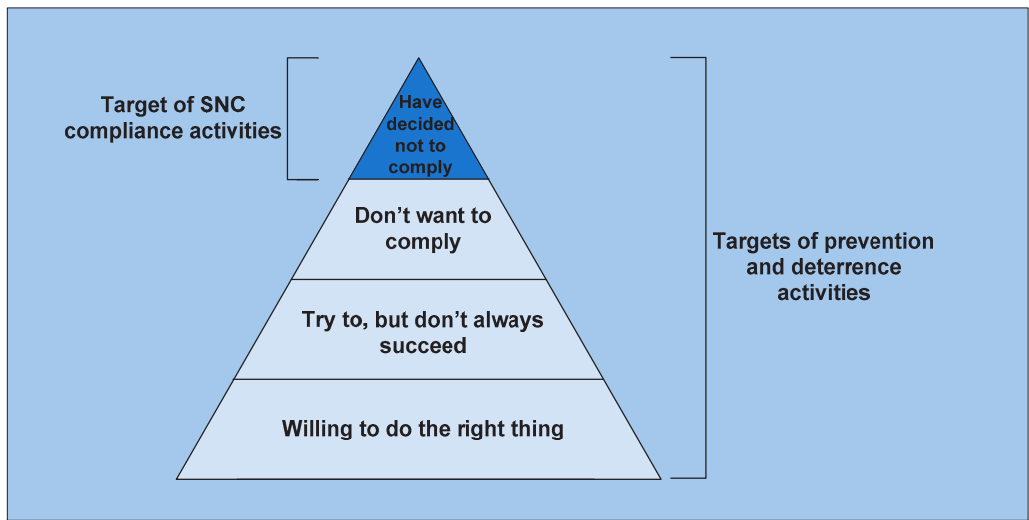 Target of SNC
compliance activities
Have
decided
not to
comply
Don't want to
comply
Try to, but don't always
succeed
Willing to do the right thing
Targets of prevention
and deterrence
activities